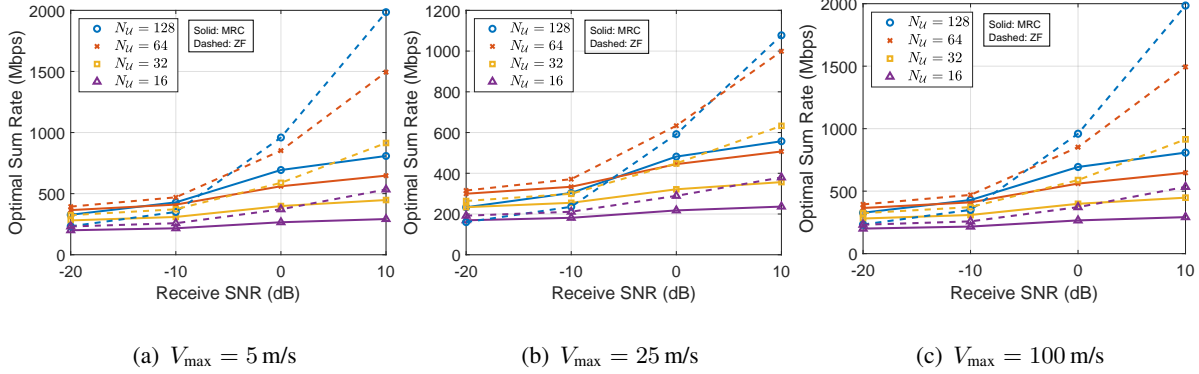 2000
1500
1000
500
0
Optimal Sum Rate (Mbps)
N_U = 128
N_U = 64
N_U = 32
N_U = 16
Solid: MRC
Dashed: ZF
-20 -10 0 10
Receive SNR (dB)
(a) V_max = 5 m/s
1200
1000
800
600
400
200
0
Optimal Sum Rate (Mbps)
N_U = 128
N_U = 64
N_U = 32
N_U = 16
Solid: MRC
Dashed: ZF
-20 -10 0 10
Receive SNR (dB)
(b) V_max = 25 m/s
2000
1500
1000
500
0
Optimal Sum Rate (Mbps)
N_U = 128
N_U = 64
N_U = 32
N_U = 16
Solid: MRC
Dashed: ZF
-20 -10 0 10
Receive SNR (dB)
(c) V_max = 100 m/s